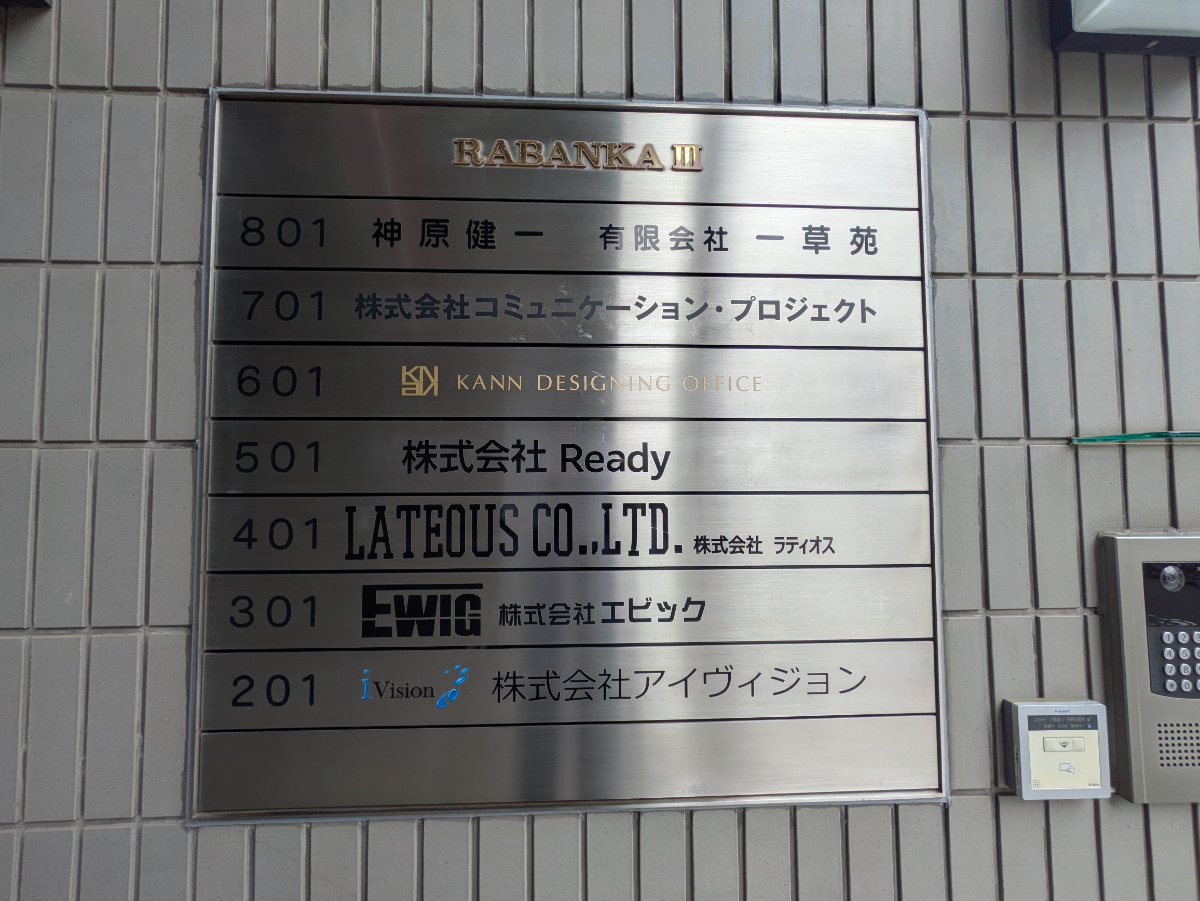 RABANKA III
801 神原健一 有限会社 一草苑
701 株式会社コミュニケーション・プロジェクト
601 KANN DESIGNING OFFICE
501 株式会社 Ready
401 LATEOUS CO.,LTD. 株式会社 ラティオス
301 EWIG 株式会社エビック
201 iVision 株式会社アイヴィジョン